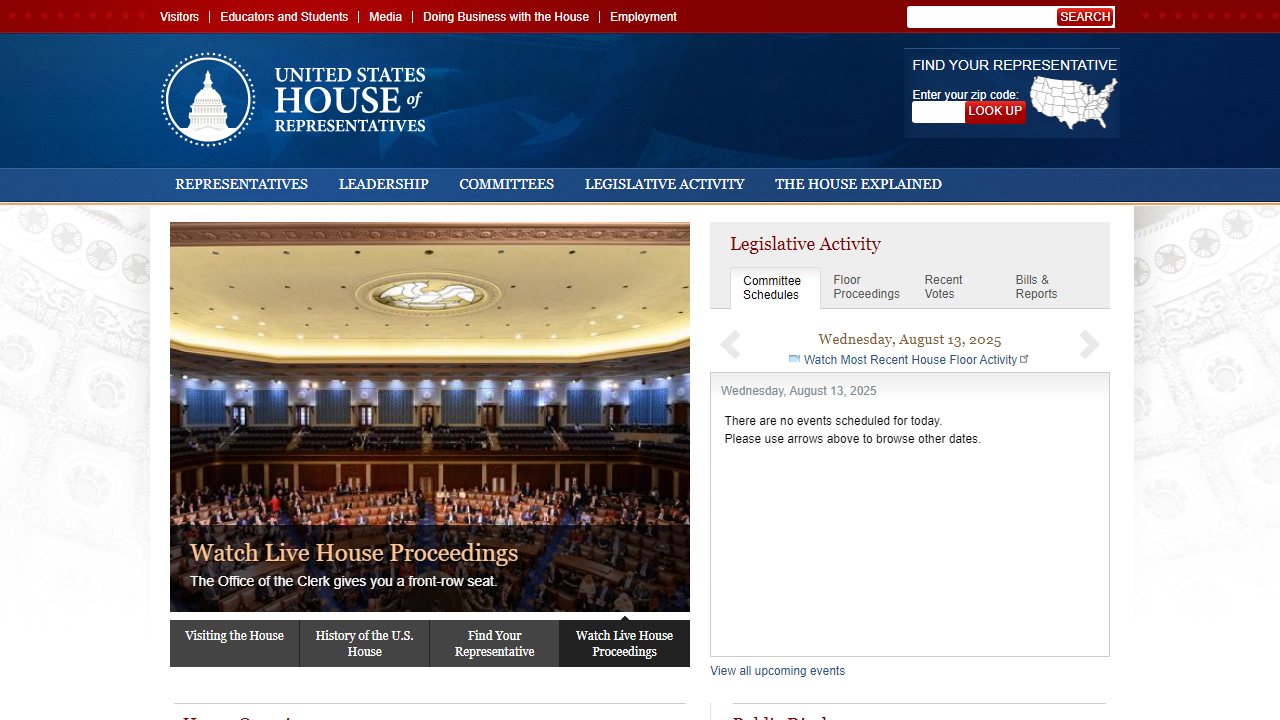 Visitors
Educators and Students
Media
Doing Business with the House
Employment
SEARCH
UNITED STATES
HOUSE of
REPRESENTATIVES
FIND YOUR REPRESENTATIVE
Enter your zip code:
LOOK UP
REPRESENTATIVES
LEADERSHIP
COMMITTEES
LEGISLATIVE ACTIVITY
THE HOUSE EXPLAINED
Watch Live House Proceedings
The Office of the Clerk gives you a front-row seat.
Visiting the House
History of the U.S.
House
Find Your
Representative
Watch Live House
Proceedings
Legislative Activity
Committee
Schedules
Floor
Proceedings
Recent
Votes
Bills &
Reports
Wednesday, August 13, 2025
Watch Most Recent House Floor Activity
Wednesday, August 13, 2025
There are no events scheduled for today.
Please use arrows above to browse other dates.
View all upcoming events